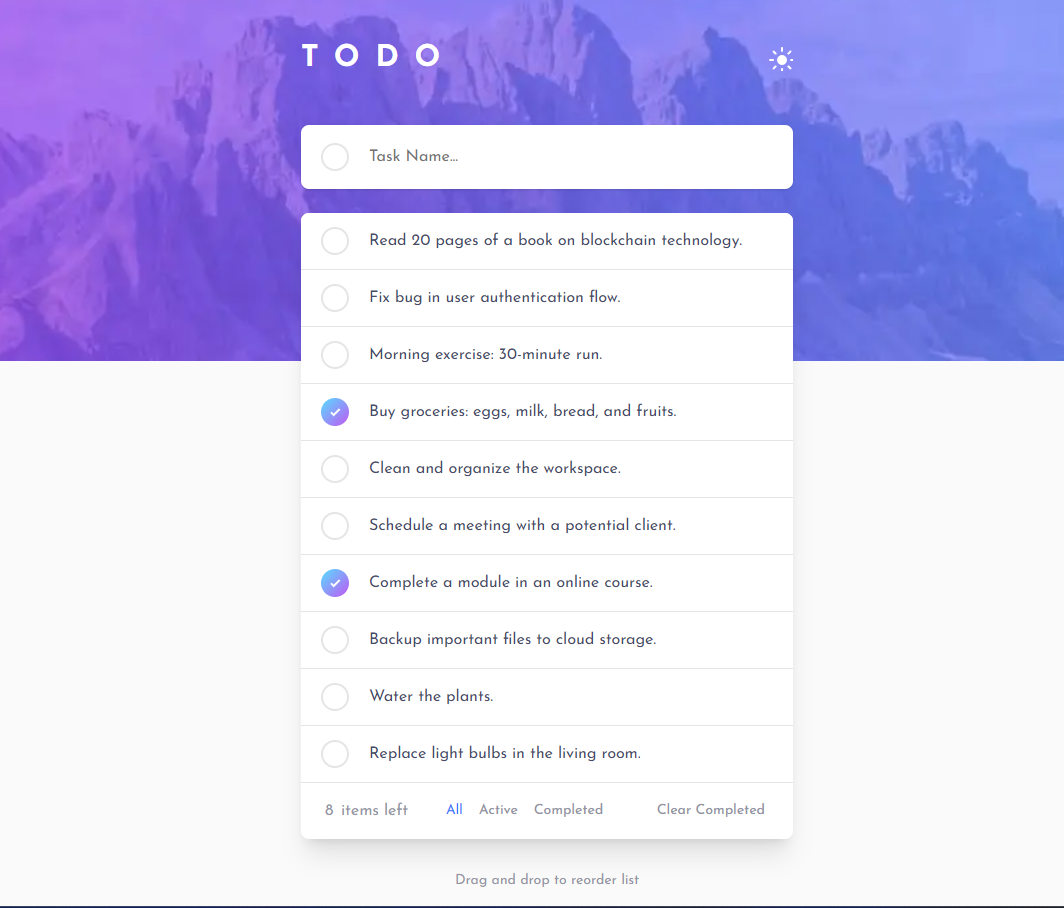 TODO
Task Name...
Read 20 pages of a book on blockchain technology.
Fix bug in user authentication flow.
Morning exercise: 30-minute run.
Buy groceries: eggs, milk, bread, and fruits.
Clean and organize the workspace.
Schedule a meeting with a potential client.
Complete a module in an online course.
Backup important files to cloud storage.
Water the plants.
Replace light bulbs in the living room.
8 items left All Active Completed Clear Completed
Drag and drop to reorder list